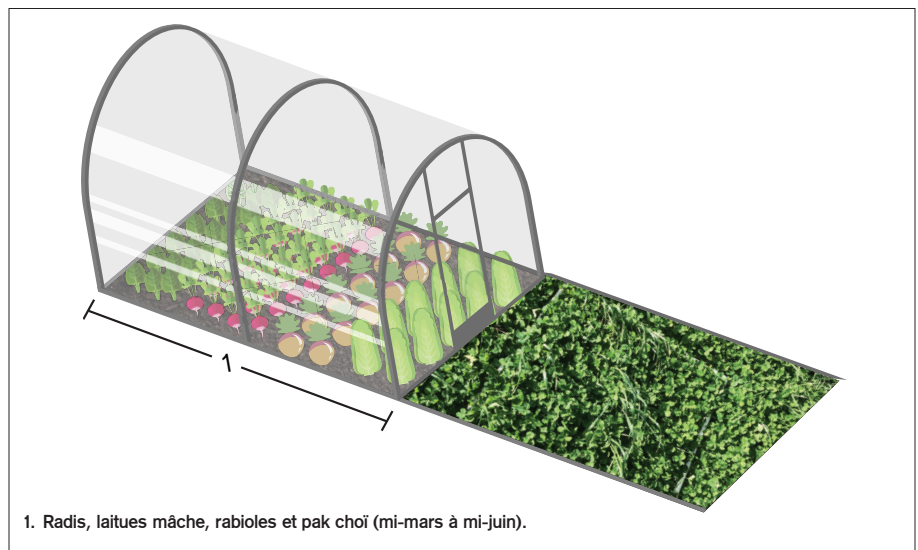 1
1. Radis, laitues mâche, rabioles et pak choï (mi-mars à mi-juin).